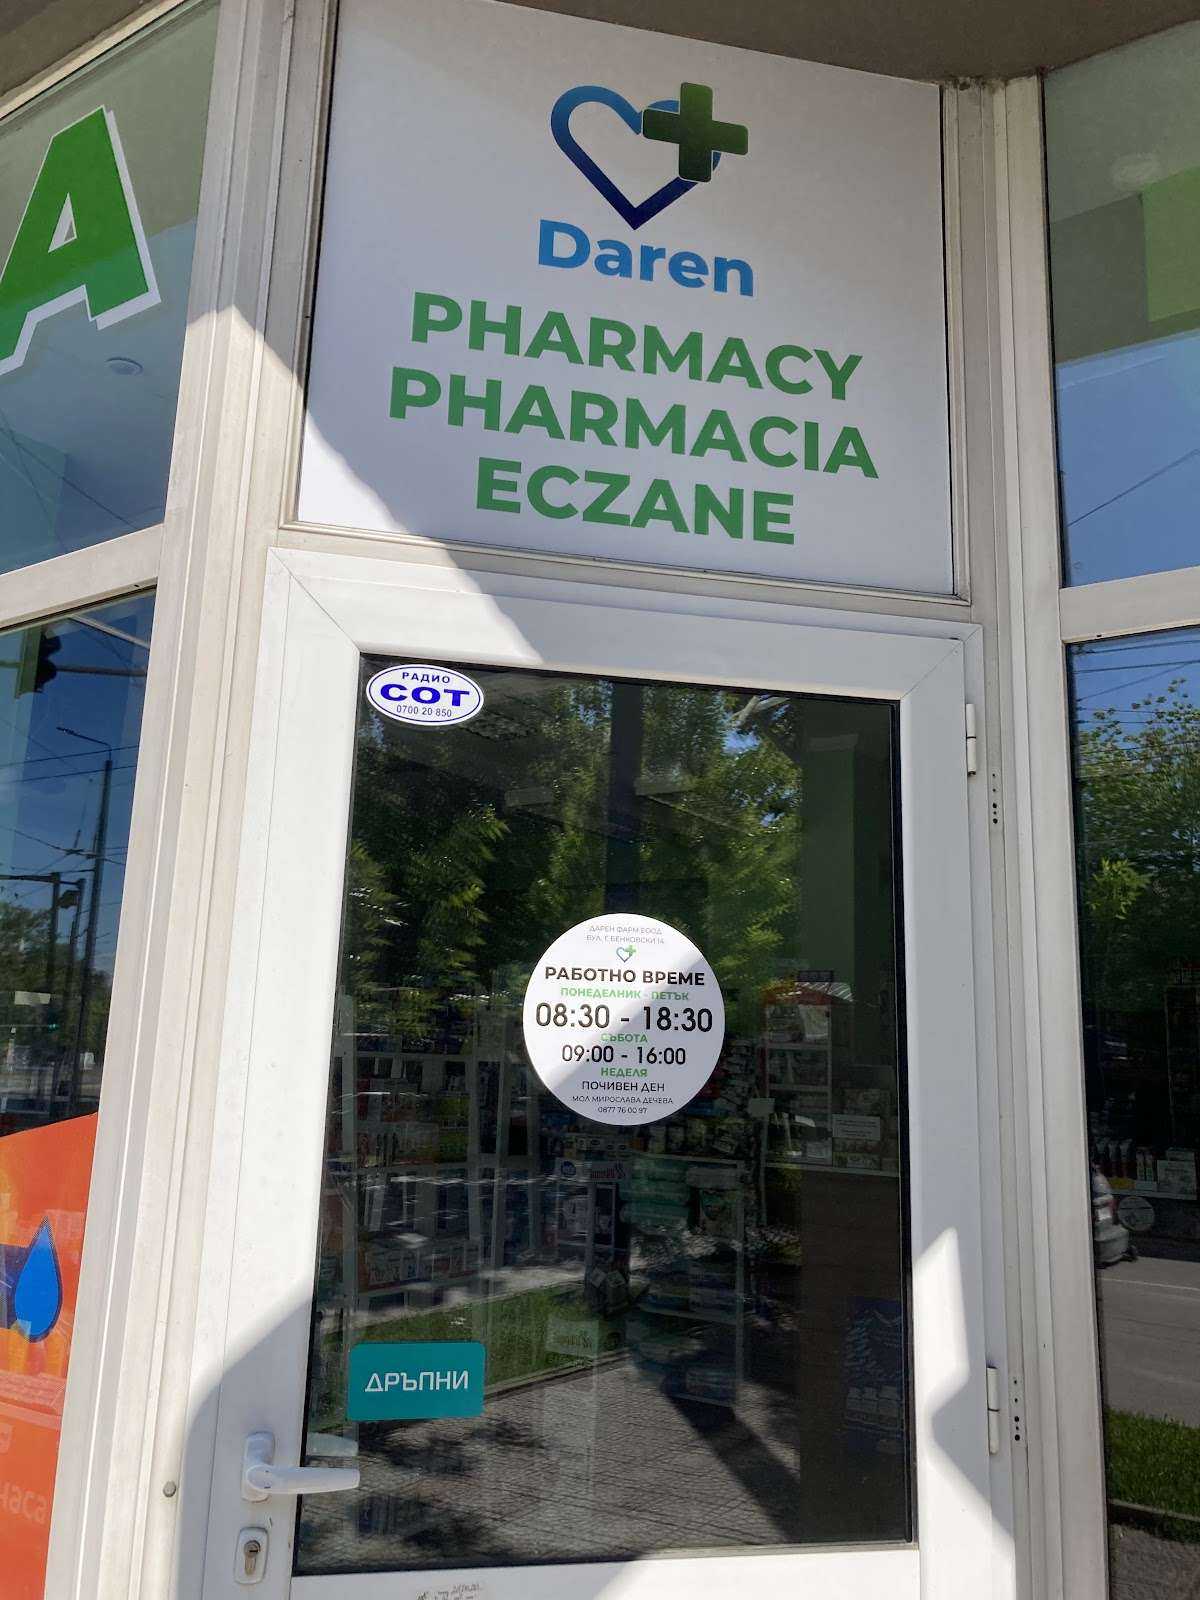 А
Daren
PHARMACY
PHARMACIA
ECZANE
РАДИО
СОТ
0700 20 850
ДАРЕН ФАРМ ЕООД
БУЛ. Г. БЕНКОВСКИ 14
РАБОТНО ВРЕМЕ
ПОНЕДЕЛНИК - ПЕТЪК
08:30 - 18:30
СЪБОТА
09:00 - 16:00
НЕДЕЛЯ
ПОЧИВЕН ДЕН
МОЛ МИРОСЛАВА ДЕЧЕВА
0877 76 00 97
ДРЪПНИ